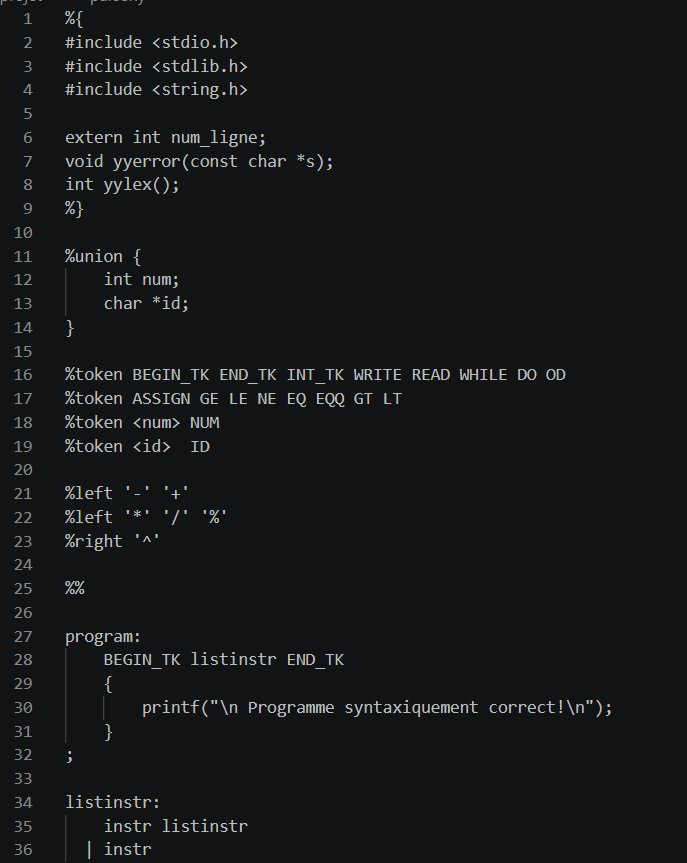 1 %{
2 #include <stdio.h>
3 #include <stdlib.h>
4 #include <string.h>
5
6 extern int num_ligne;
7 void yyerror(const char *s);
8 int yylex();
9 %}
10
11 %union {
12 int num;
13 char *id;
14 }
15
16 %token BEGIN_TK END_TK INT_TK WRITE READ WHILE DO OD
17 %token ASSIGN GE LE NE EQ EQQ GT LT
18 %token <num> NUM
19 %token <id>  ID
20
21 %left '-' '+'
22 %left '*' '/' '%'
23 %right '^'
24
25 %%
26
27 program:
28 BEGIN_TK listinstr END_TK
29 {
30 printf("\n Programme syntaxiquement correct!\n");
31 }
32 ;
33
34 listinstr:
35 instr listinstr
36 | instr